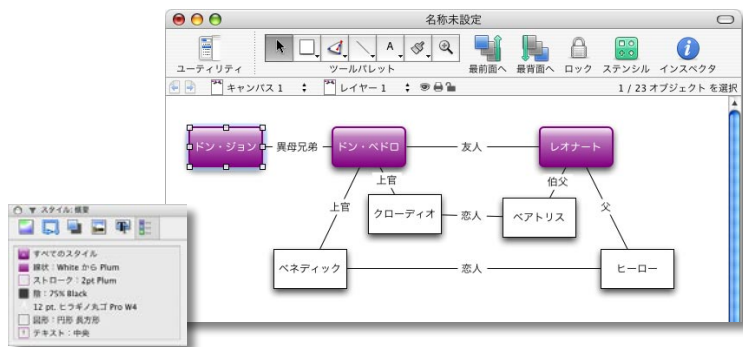 名称未設定
ユーティリティ
ツールパレット
最前面へ
最背面へ
ロック
ステンシル
インスペクタ
キャンバス 1
レイヤー 1
1 / 23 オブジェクト を選択
ドン・ジョン
異母兄弟
ドン・ペドロ
友人
レオナート
上官
伯父
上官
クローディオ
恋人
ベアトリス
父
ベネディック
恋人
ヒーロー
スタイル: 概要
すべてのスタイル
線状：White から Plum
ストローク：2pt Plum
陰：75% Black
12 pt. ヒラギノ丸ゴ Pro W4
図形：円形 長方形
テキスト：中央